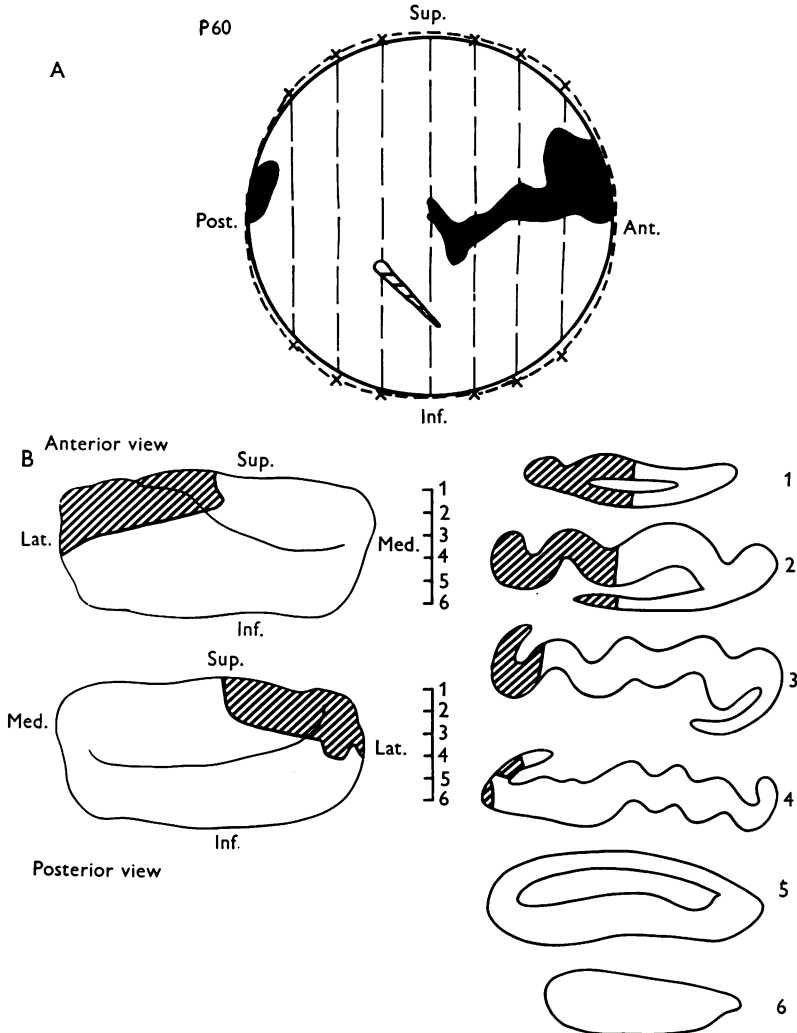 P60
A
Sup.
Post.
Ant.
Inf.
B
Anterior view
Sup.
Lat.
Med.
Inf.
1
2
3
4
5
6
Sup.
Med.
Lat.
Inf.
1
2
3
4
5
6
Posterior view
1
2
3
4
5
6